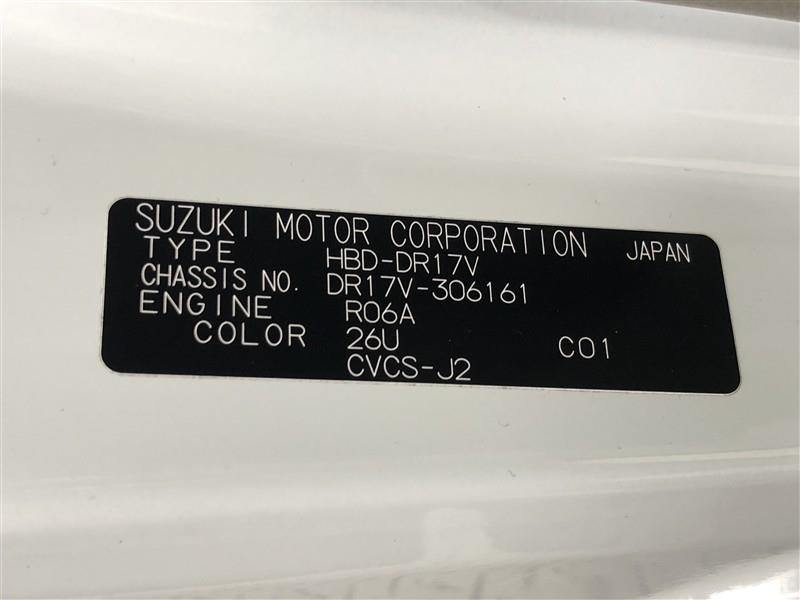 SUZUKI MOTOR CORPORATION JAPAN
TYPE HBD-DR17V
CHASSIS NO. DR17V-306161
ENGINE R06A
COLOR 26U C01
CVCS-J2